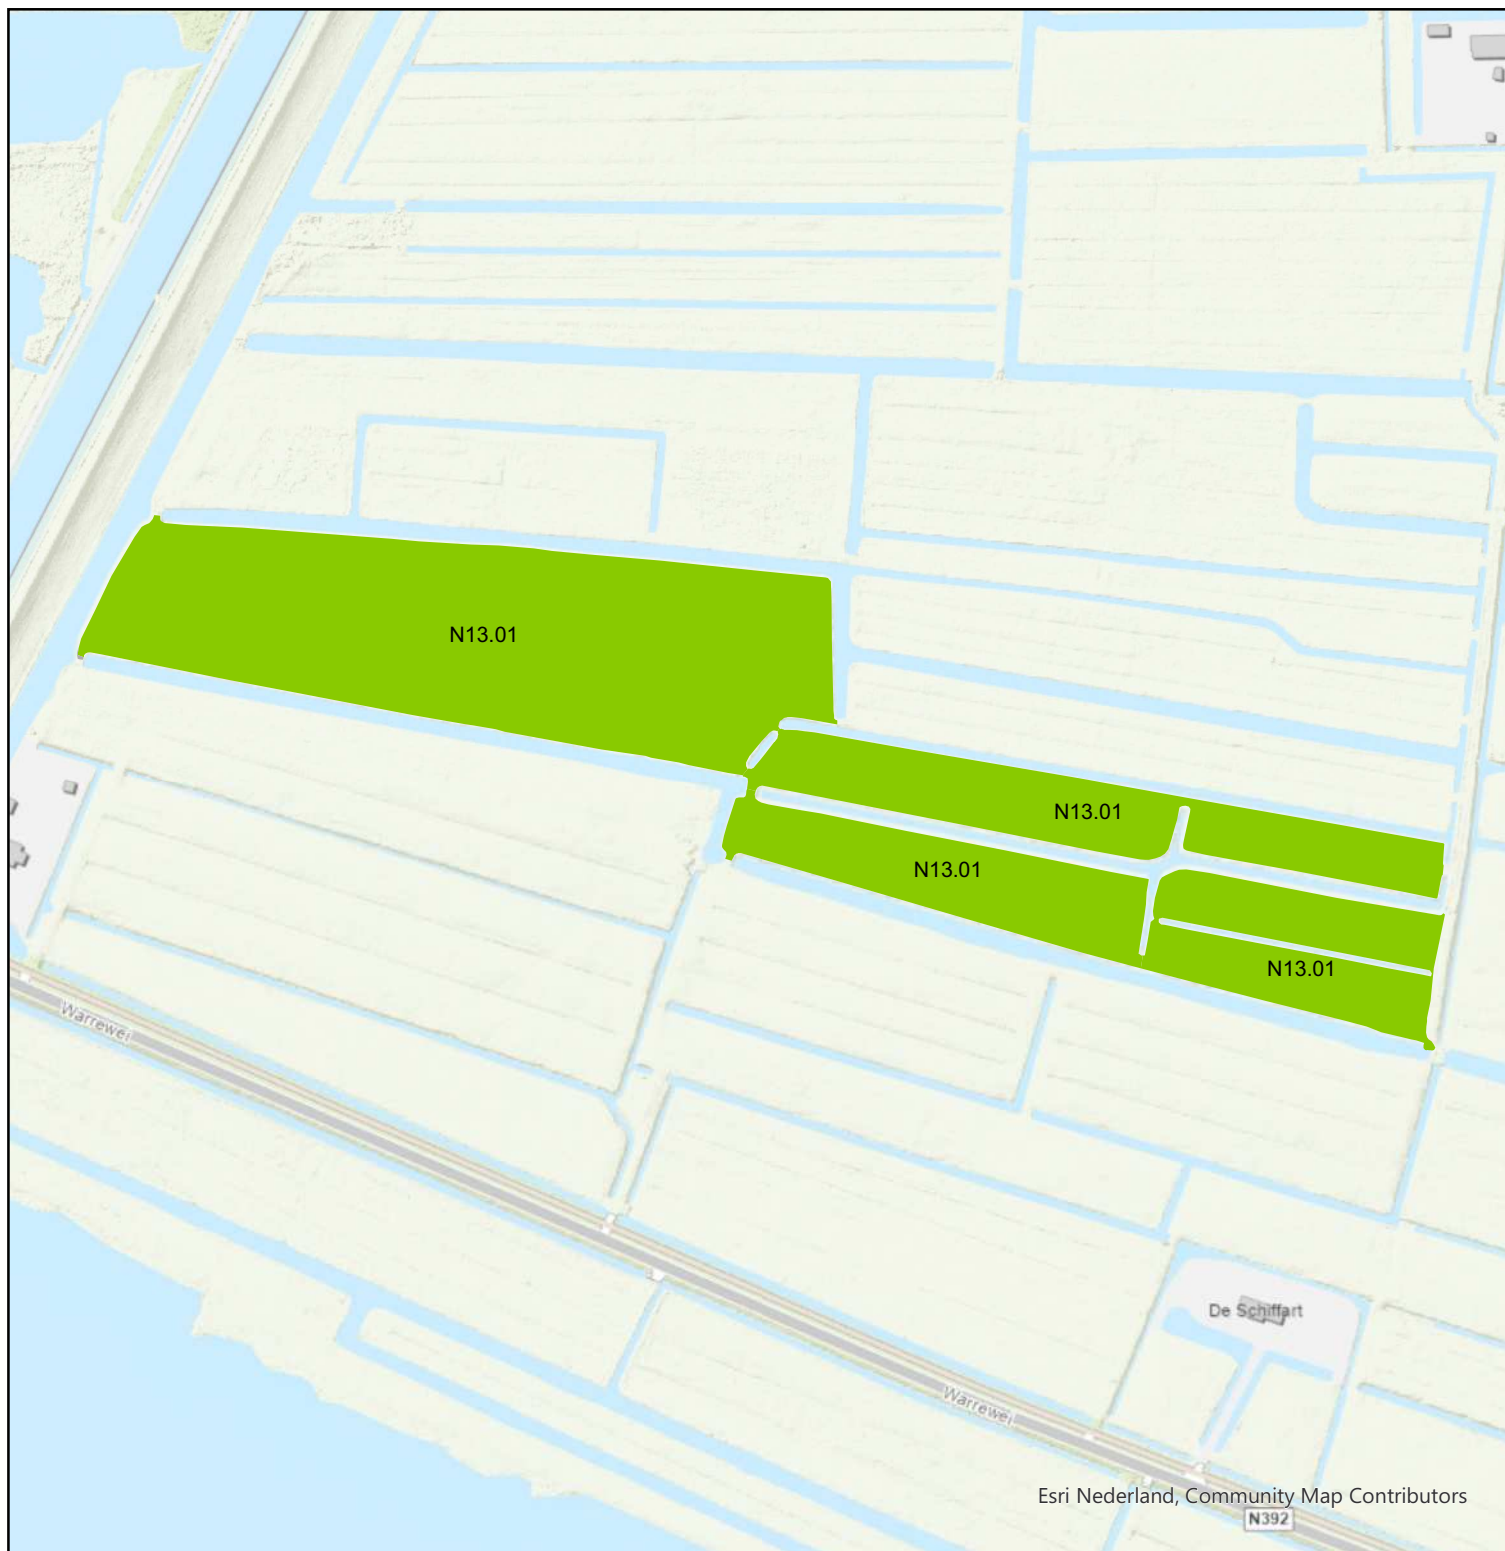 N13.01
N13.01
N13.01
N13.01
Warrewei
De Schiffart
Warrewei
Esri Nederland, Community Map Contributors
N392